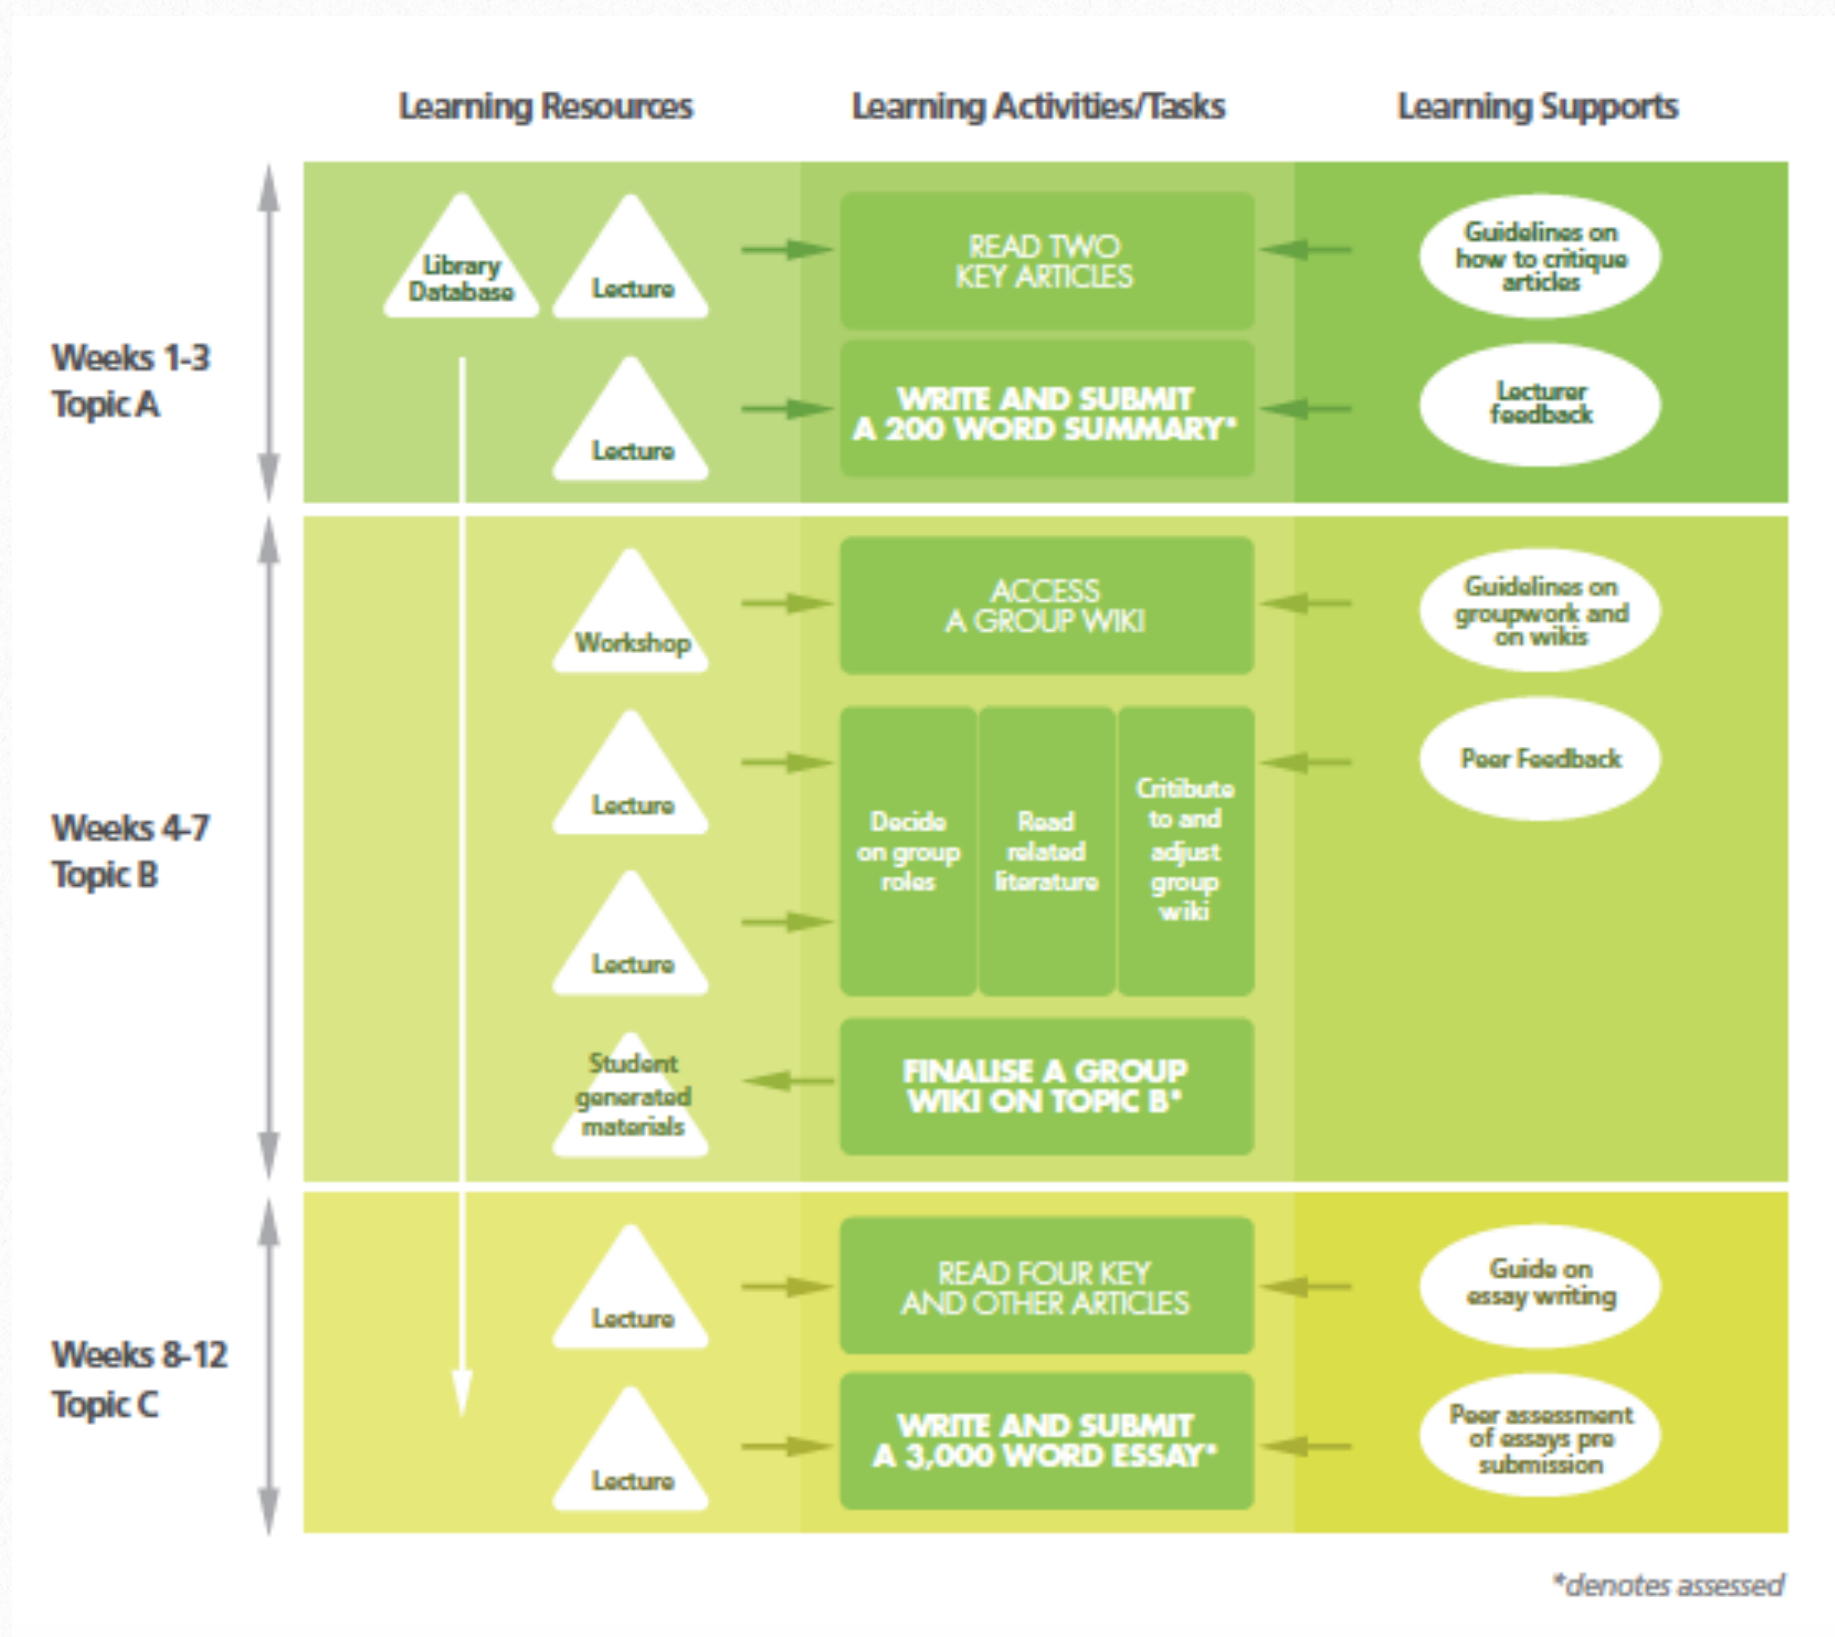 Learning Resources
Learning Activities/Tasks
Learning Supports
Weeks 1-3
Topic A
Library
Database
Lecture
READ TWO
KEY ARTICLES
Guidelines on
how to critique
articles
Lecture
WRITE AND SUBMIT
A 200 WORD SUMMARY*
Lecturer
feedback
Weeks 4-7
Topic B
Workshop
ACCESS
A GROUP WIKI
Guidelines on
groupwork and
on wikis
Lecture
Lecture
Decide
on group
roles
Read
related
literature
Critibute
to and
adjust
group
wiki
Peer Feedback
Student
generated
materials
FINALISE A GROUP
WIKI ON TOPIC B*
Weeks 8-12
Topic C
Lecture
READ FOUR KEY
AND OTHER ARTICLES
Guide on
essay writing
Lecture
WRITE AND SUBMIT
A 3,000 WORD ESSAY*
Peer assessment
of essays pre
submission
*denotes assessed